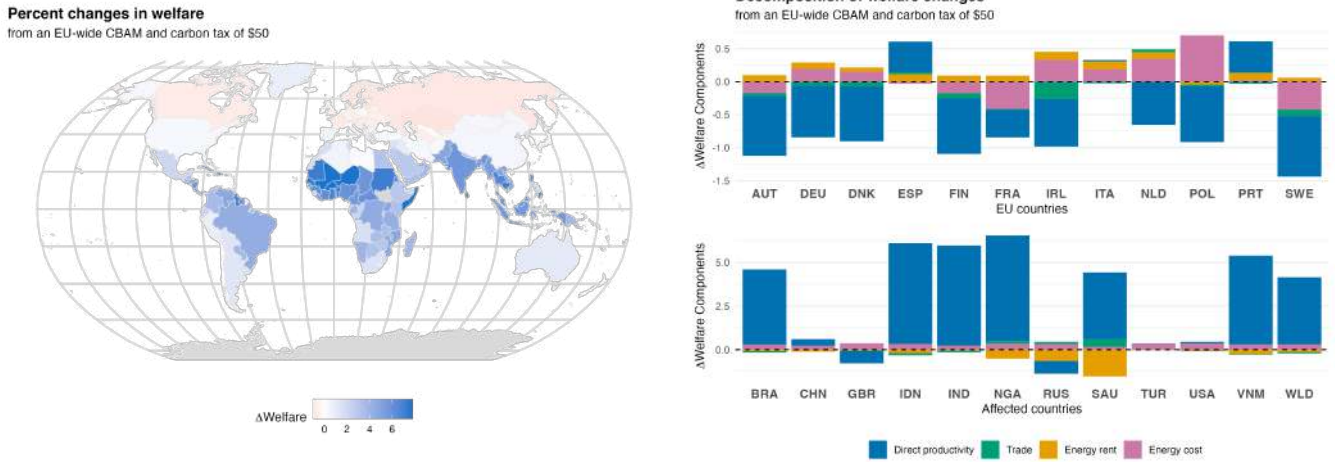 Percent changes in welfare
from an EU-wide CBAM and carbon tax of $50
ΔWelfare
0 2 4 6
Decomposition of welfare changes
from an EU-wide CBAM and carbon tax of $50
ΔWelfare Components
0.5
0.0
-0.5
-1.0
-1.5
AUT DEU DNK ESP FIN FRA IRL ITA NLD POL PRT SWE
EU countries
ΔWelfare Components
5.0
2.5
0.0
BRA CHN GBR IDN IND NGA RUS SAU TUR USA VNM WLD
Affected countries
Direct productivity Trade Energy rent Energy cost